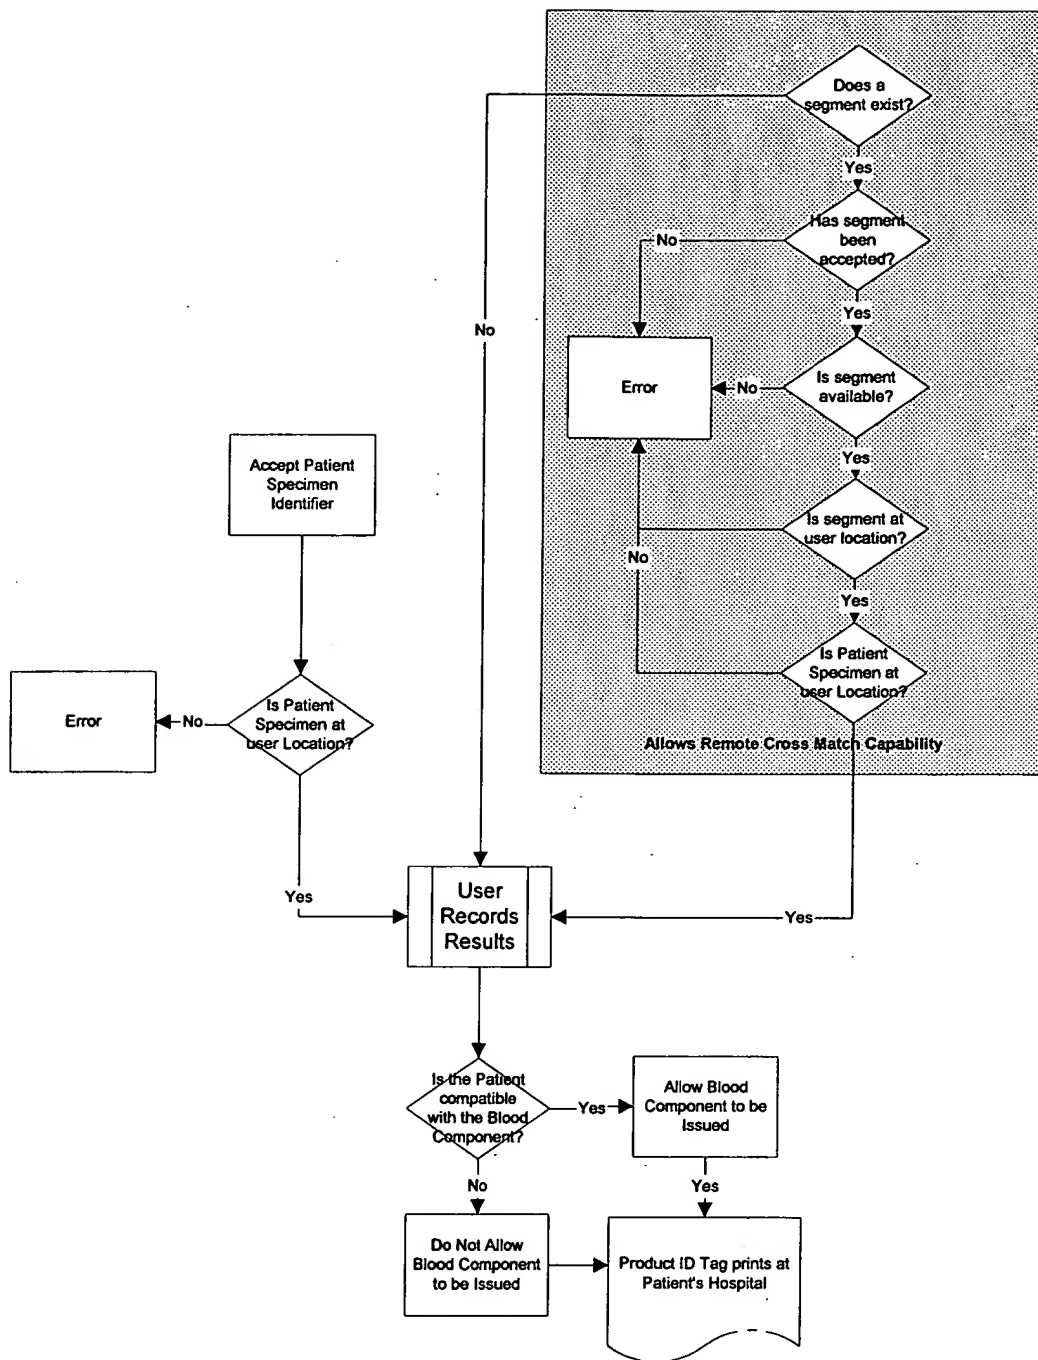 Does a
segment exist?
Yes
Has segment
been
accepted?
No
Yes
No
Error
No
Is segment
available?
Yes
Accept Patient
Specimen
Identifier
Is segment at
user location?
No
Yes
Is Patient
Specimen at
user Location?
Error
No
Is Patient
Specimen at
user Location?
Allows Remote Cross Match Capability
Yes
User
Records
Results
Yes
Is the Patient
compatible
with the Blood
Component?
Yes
Allow Blood
Component to be
Issued
No
Yes
Do Not Allow
Blood Component
to be Issued
Product ID Tag prints at
Patient's Hospital